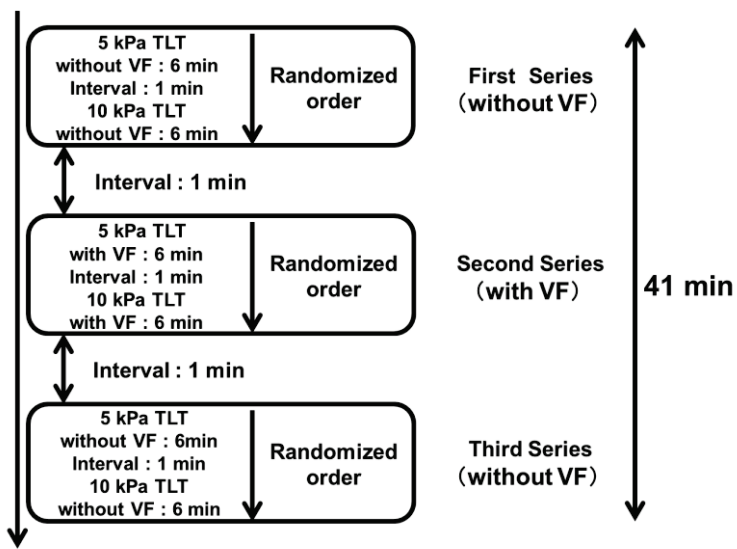 5 kPa TLT
without VF : 6 min
Interval : 1 min
10 kPa TLT
without VF : 6 min
Randomized
order
First Series
(without VF)
Interval : 1 min
5 kPa TLT
with VF : 6 min
Interval : 1 min
10 kPa TLT
with VF : 6 min
Randomized
order
Second Series
(with VF)
41 min
Interval : 1 min
5 kPa TLT
without VF : 6min
Interval : 1 min
10 kPa TLT
without VF : 6 min
Randomized
order
Third Series
(without VF)